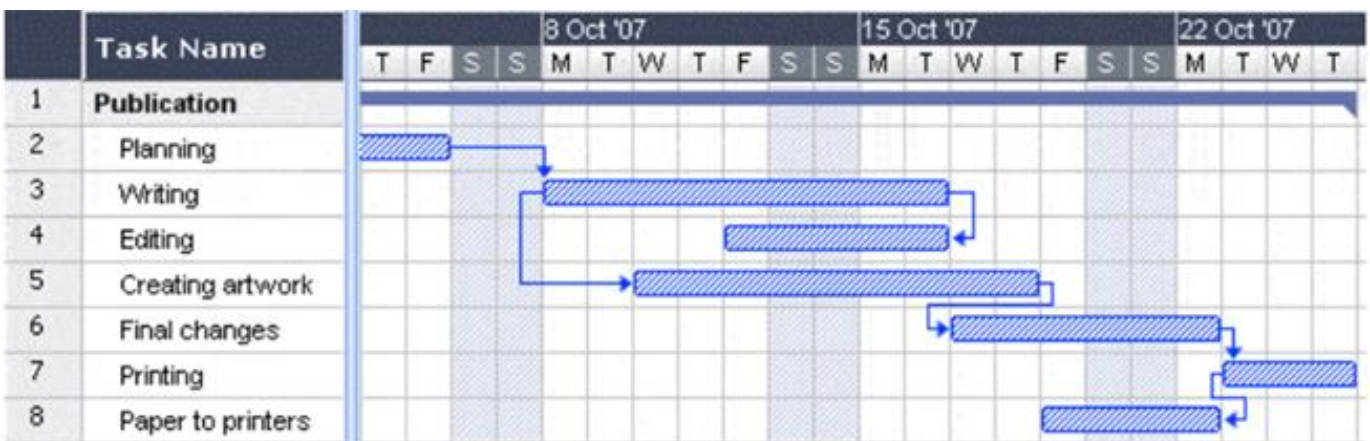 Task Name
8 Oct '07 15 Oct '07 22 Oct '07
T F S S M T W T F S S M T W T F S S M T W T
1 Publication
2 Planning
3 Writing
4 Editing
5 Creating artwork
6 Final changes
7 Printing
8 Paper to printers